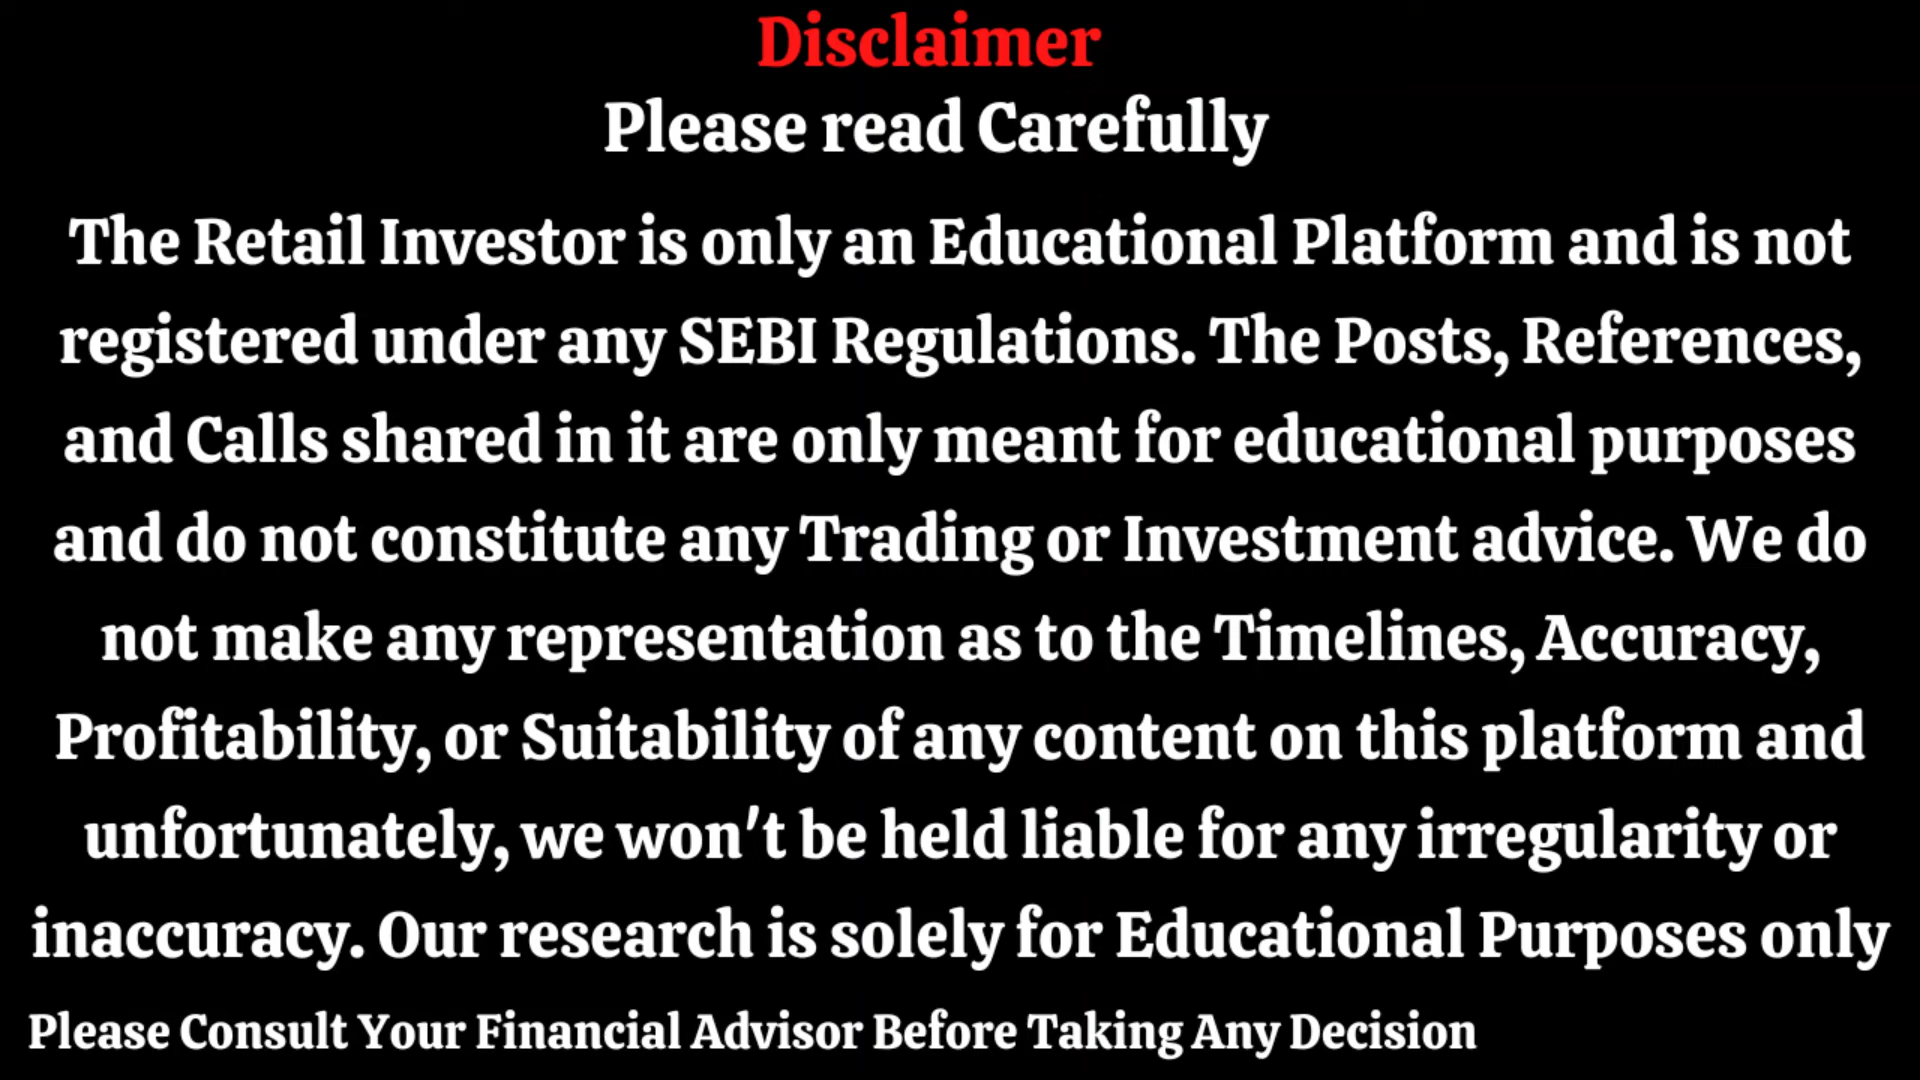 Disclaimer
Please read Carefully
The Retail Investor is only an Educational Platform and is not
registered under any SEBI Regulations. The Posts, References,
and Calls shared in it are only meant for educational purposes
and do not constitute any Trading or Investment advice. We do
not make any representation as to the Timelines, Accuracy,
Profitability, or Suitability of any content on this platform and
unfortunately, we won't be held liable for any irregularity or
inaccuracy. Our research is solely for Educational Purposes only
Please Consult Your Financial Advisor Before Taking Any Decision